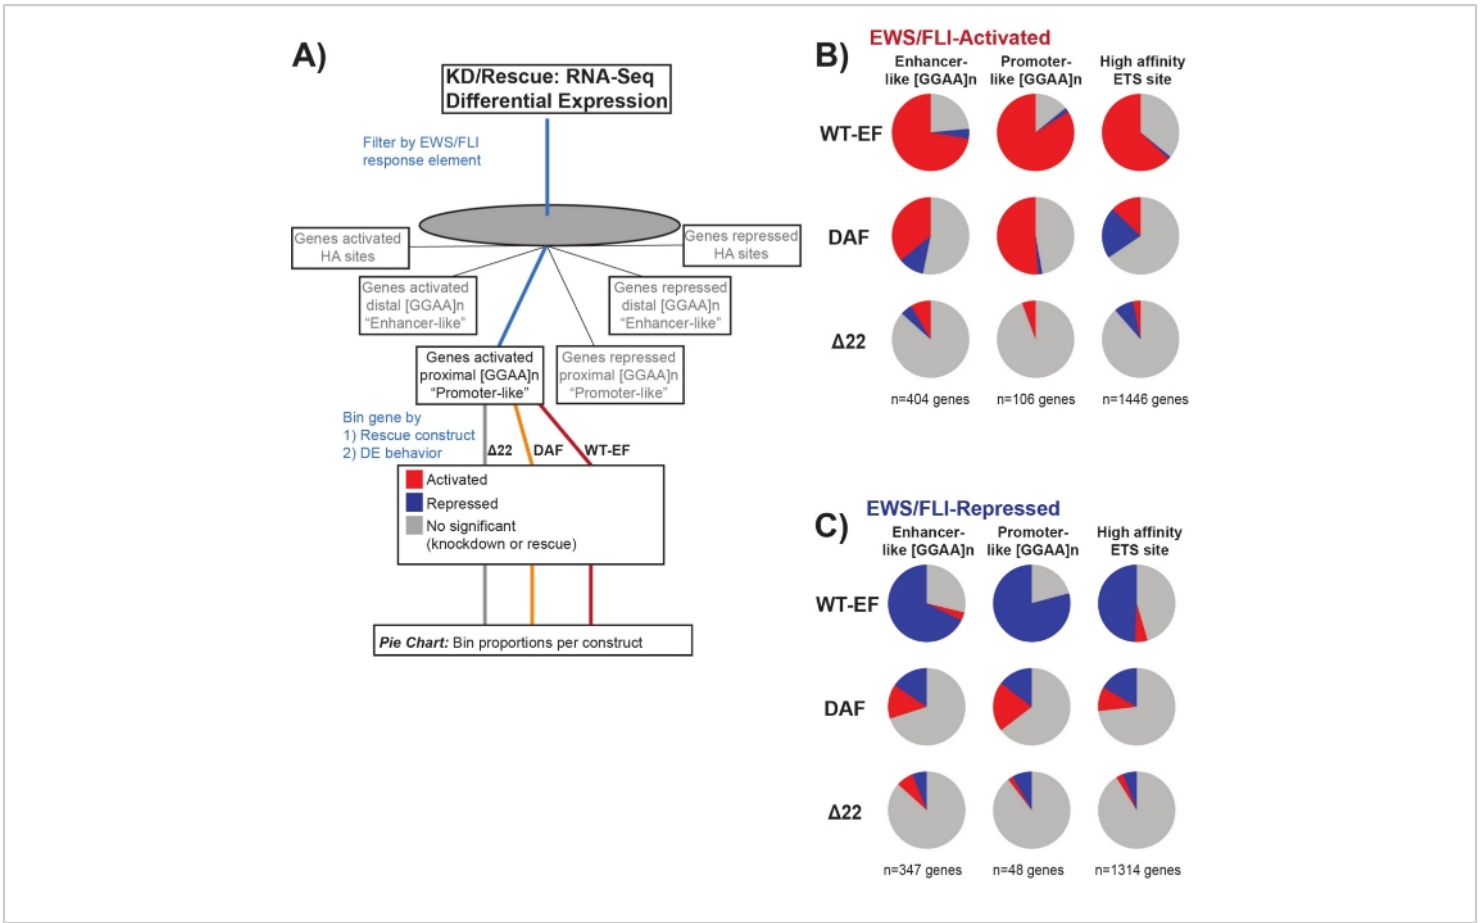 A)
KD/Rescue: RNA-Seq
Differential Expression
Filter by EWS/FLI
response element
Genes activated
HA sites
Genes repressed
HA sites
Genes activated
distal [GGAA]n
“Enhancer-like”
Genes repressed
distal [GGAA]n
“Enhancer-like”
Genes activated
proximal [GGAA]n
“Promoter-like”
Genes repressed
proximal [GGAA]n
“Promoter-like”
Bin gene by
1) Rescue construct
2) DE behavior
Δ22 DAF WT-EF
Activated
Repressed
No significant
(knockdown or rescue)
Pie Chart: Bin proportions per construct
B)
EWS/FLI-Activated
Enhancer-
like [GGAA]n
Promoter-
like [GGAA]n
High affinity
ETS site
WT-EF
DAF
Δ22
n=404 genes
n=106 genes
n=1446 genes
C)
EWS/FLI-Repressed
Enhancer-
like [GGAA]n
Promoter-
like [GGAA]n
High affinity
ETS site
WT-EF
DAF
Δ22
n=347 genes
n=48 genes
n=1314 genes